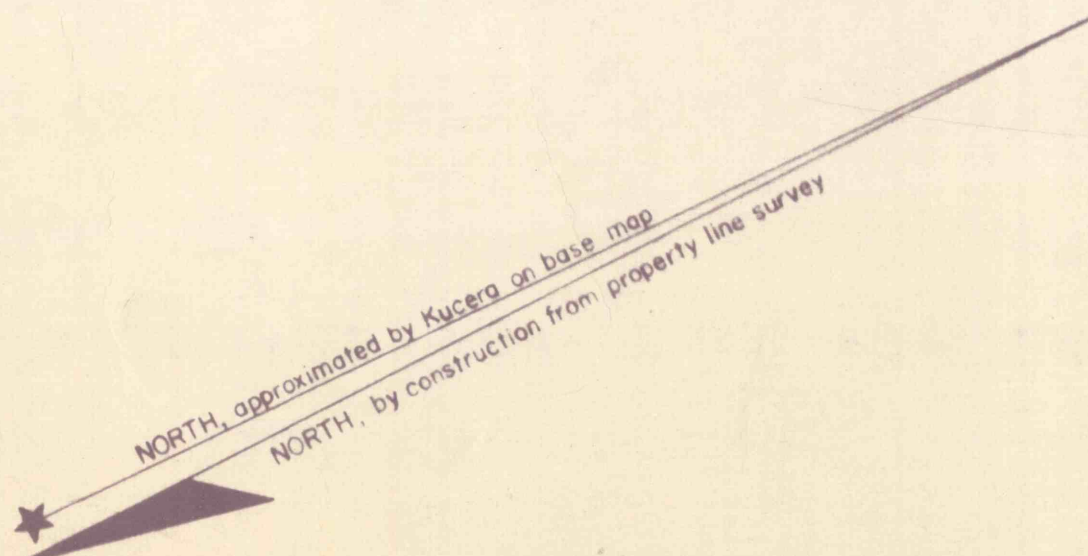 NORTH, approximated by Kucera on base map
NORTH, by construction from property line survey